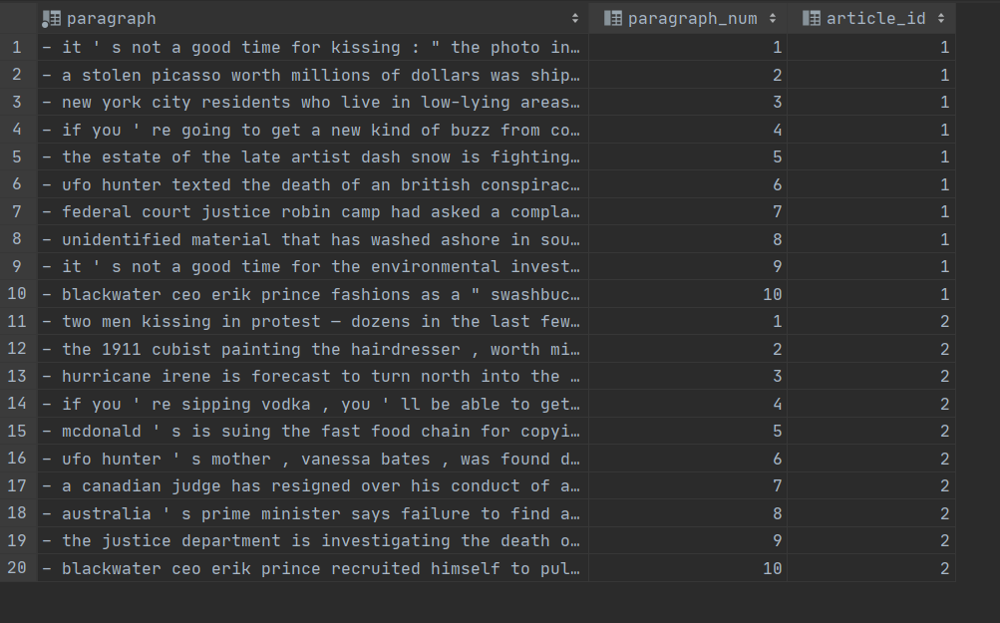 paragraph paragraph_num article_id
1 - it ' s not a good time for kissing : " the photo in… 1 1
2 - a stolen picasso worth millions of dollars was ship… 2 1
3 - new york city residents who live in low-lying areas… 3 1
4 - if you ' re going to get a new kind of buzz from co… 4 1
5 - the estate of the late artist dash snow is fighting… 5 1
6 - ufo hunter texted the death of an british conspirac… 6 1
7 - federal court justice robin camp had asked a compla… 7 1
8 - unidentified material that has washed ashore in sou… 8 1
9 - it ' s not a good time for the environmental invest… 9 1
10 - blackwater ceo erik prince fashions as a " swashbuc… 10 1
11 - two men kissing in protest — dozens in the last few… 1 2
12 - the 1911 cubist painting the hairdresser , worth mi… 2 2
13 - hurricane irene is forecast to turn north into the … 3 2
14 - if you ' re sipping vodka , you ' ll be able to get… 4 2
15 - mcdonald ' s is suing the fast food chain for copyi… 5 2
16 - ufo hunter ' s mother , vanessa bates , was found d… 6 2
17 - a canadian judge has resigned over his conduct of a… 7 2
18 - australia ' s prime minister says failure to find a… 8 2
19 - the justice department is investigating the death o… 9 2
20 - blackwater ceo erik prince recruited himself to pul… 10 2